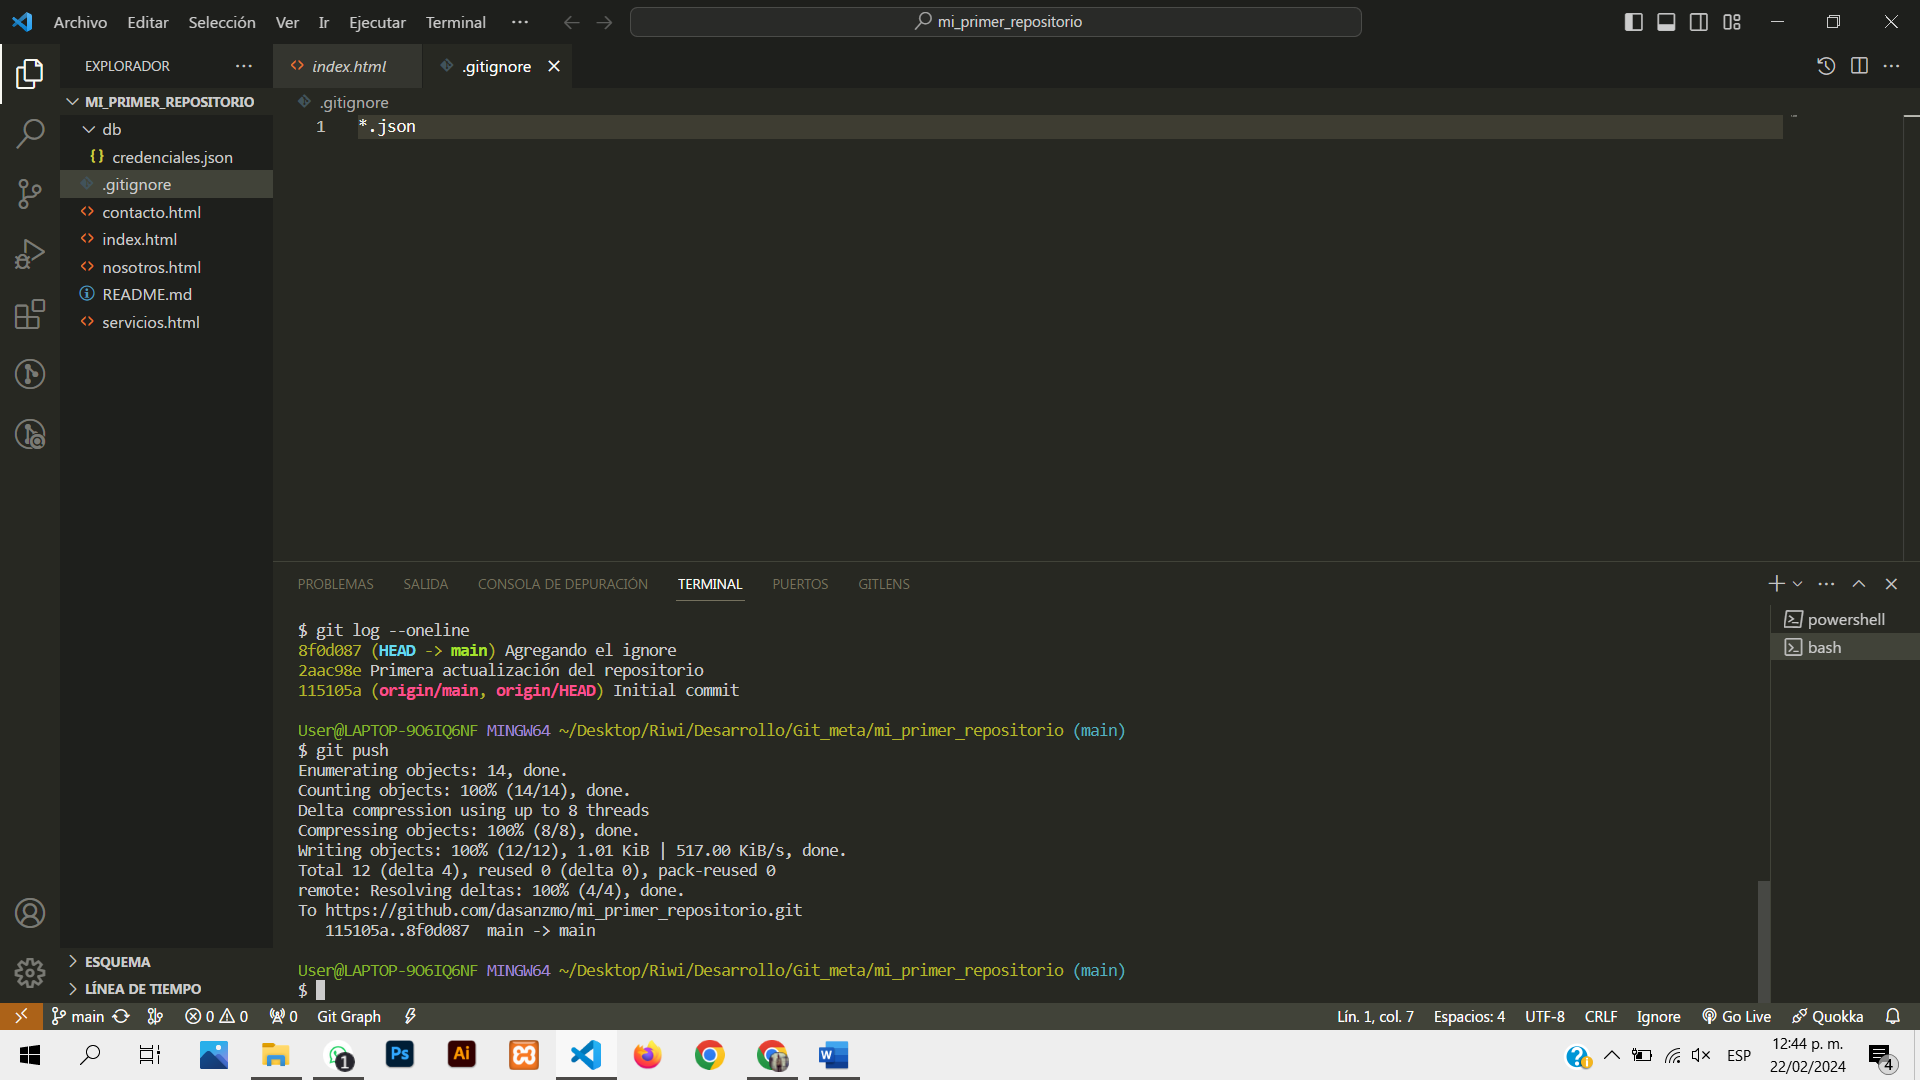 Archivo Editar Selección Ver Ir Ejecutar Terminal ··· mi_primer_repositorio
EXPLORADOR ··· index.html .gitignore
MI_PRIMER_REPOSITORIO
db
credenciales.json
.gitignore
contacto.html
index.html
nosotros.html
README.md
servicios.html
ESQUEMA
LÍNEA DE TIEMPO
.gitignore
1 *.json
PROBLEMAS SALIDA CONSOLA DE DEPURACIÓN TERMINAL PUERTOS GITLENS
powershell
bash
$ git log --oneline
8f0d087 (HEAD -> main) Agregando el ignore
2aac98e Primera actualización del repositorio
115105a (origin/main, origin/HEAD) Initial commit
User@LAPTOP-9O6IQ6NF MINGW64 ~/Desktop/Riwi/Desarrollo/Git_meta/mi_primer_repositorio (main)
$ git push
Enumerating objects: 14, done.
Counting objects: 100% (14/14), done.
Delta compression using up to 8 threads
Compressing objects: 100% (8/8), done.
Writing objects: 100% (12/12), 1.01 KiB | 517.00 KiB/s, done.
Total 12 (delta 4), reused 0 (delta 0), pack-reused 0
remote: Resolving deltas: 100% (4/4), done.
To https://github.com/dasanzmo/mi_primer_repositorio.git
115105a..8f0d087 main -> main
User@LAPTOP-9O6IQ6NF MINGW64 ~/Desktop/Riwi/Desarrollo/Git_meta/mi_primer_repositorio (main)
$
main 0 0 0 Git Graph Lín. 1, col. 7 Espacios: 4 UTF-8 CRLF Ignore Go Live Quokka
1 Ps Ai W ESP 12:44 p. m.
22/02/2024 4